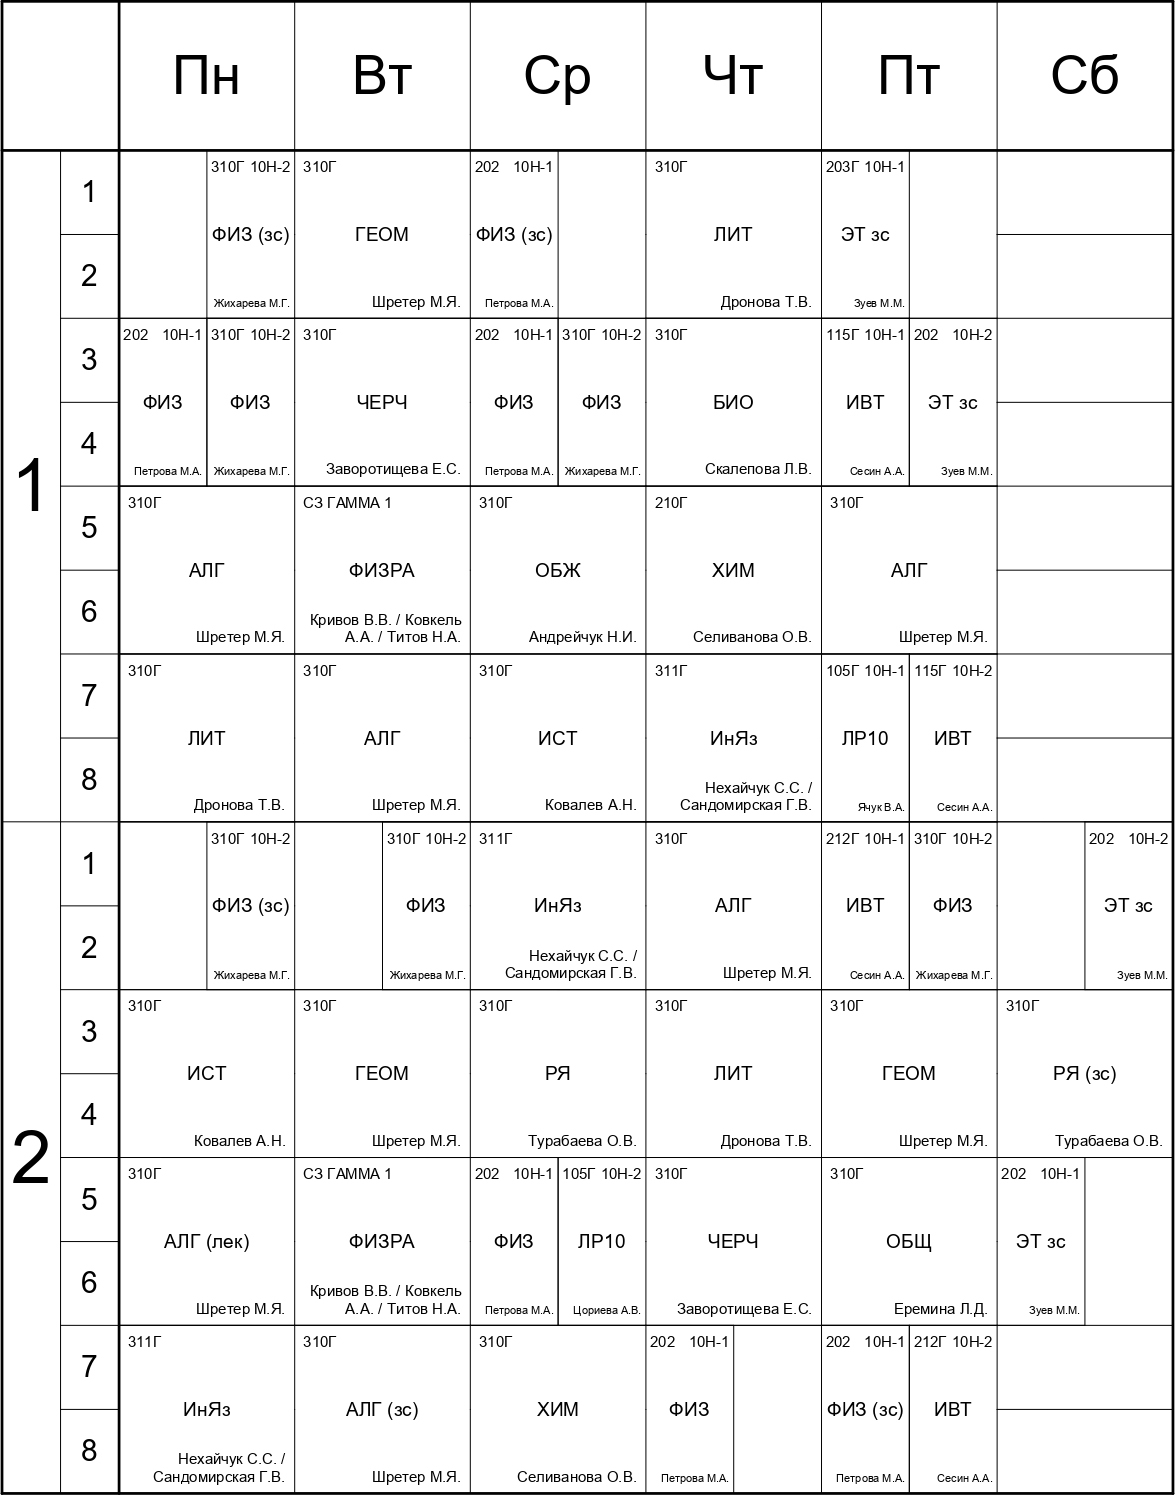 Пн Вт Ср Чт Пт Сб
1
1
2
310Г 10Н-2
ФИЗ (зс)
Жихарева М.Г.
310Г
ГЕОМ
Шретер М.Я.
202 10Н-1
ФИЗ (зс)
Петрова М.А.
310Г
ЛИТ
Дронова Т.В.
203Г 10Н-1
ЭТ зс
Зуев М.М.
3
4
202 10Н-1
ФИЗ
Петрова М.А.
310Г 10Н-2
ФИЗ
Жихарева М.Г.
310Г
ЧЕРЧ
Заворотищева Е.С.
202 10Н-1
ФИЗ
Петрова М.А.
310Г 10Н-2
ФИЗ
Жихарева М.Г.
310Г
БИО
Скалепова Л.В.
115Г 10Н-1
ИВТ
Сесин А.А.
202 10Н-2
ЭТ зс
Зуев М.М.
5
6
310Г
АЛГ
Шретер М.Я.
СЗ ГАММА 1
ФИЗРА
Кривов В.В. / Ковкель
А.А. / Титов Н.А.
310Г
ОБЖ
Андрейчук Н.И.
210Г
ХИМ
Селиванова О.В.
310Г
АЛГ
Шретер М.Я.
7
8
310Г
ЛИТ
Дронова Т.В.
310Г
АЛГ
Шретер М.Я.
310Г
ИСТ
Ковалев А.Н.
311Г
ИнЯз
Нехайчук С.С. /
Сандомирская Г.В.
105Г 10Н-1
ЛР10
Ячук В.А.
115Г 10Н-2
ИВТ
Сесин А.А.
2
1
2
310Г 10Н-2
ФИЗ (зс)
Жихарева М.Г.
310Г 10Н-2
ФИЗ
Жихарева М.Г.
311Г
ИнЯз
Нехайчук С.С. /
Сандомирская Г.В.
310Г
АЛГ
Шретер М.Я.
212Г 10Н-1
ИВТ
Сесин А.А.
310Г 10Н-2
ФИЗ
Жихарева М.Г.
202 10Н-2
ЭТ зс
Зуев М.М.
3
4
310Г
ИСТ
Ковалев А.Н.
310Г
ГЕОМ
Шретер М.Я.
310Г
РЯ
Турабаева О.В.
310Г
ЛИТ
Дронова Т.В.
310Г
ГЕОМ
Шретер М.Я.
310Г
РЯ (зс)
Турабаева О.В.
5
6
310Г
АЛГ (лек)
Шретер М.Я.
СЗ ГАММА 1
ФИЗРА
Кривов В.В. / Ковкель
А.А. / Титов Н.А.
202 10Н-1
ФИЗ
Петрова М.А.
105Г 10Н-2
ЛР10
Цориева А.В.
310Г
ЧЕРЧ
Заворотищева Е.С.
310Г
ОБЩ
Еремина Л.Д.
202 10Н-1
ЭТ зс
Зуев М.М.
7
8
311Г
ИнЯз
Нехайчук С.С. /
Сандомирская Г.В.
310Г
АЛГ (зс)
Шретер М.Я.
310Г
ХИМ
Селиванова О.В.
202 10Н-1
ФИЗ
Петрова М.А.
202 10Н-1
ФИЗ (зс)
Петрова М.А.
212Г 10Н-2
ИВТ
Сесин А.А.